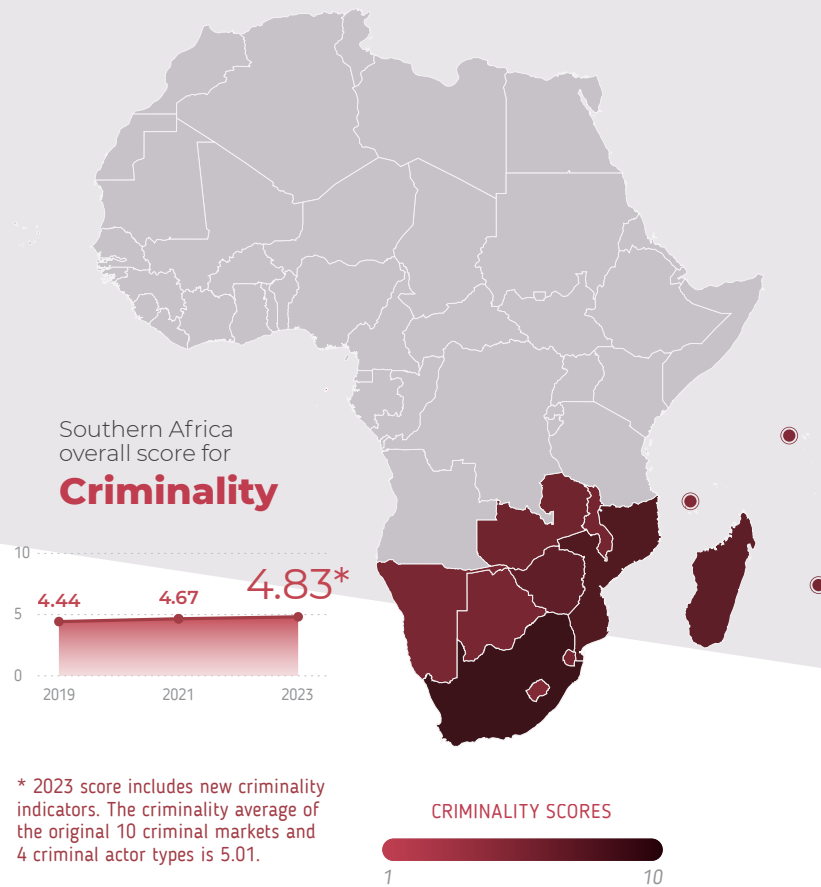 Southern Africa
overall score for
Criminality
10
5
0
4.44
4.67
4.83*
2019
2021
2023
* 2023 score includes new criminality
indicators. The criminality average of
the original 10 criminal markets and
4 criminal actor types is 5.01.
CRIMINALITY SCORES
1
10